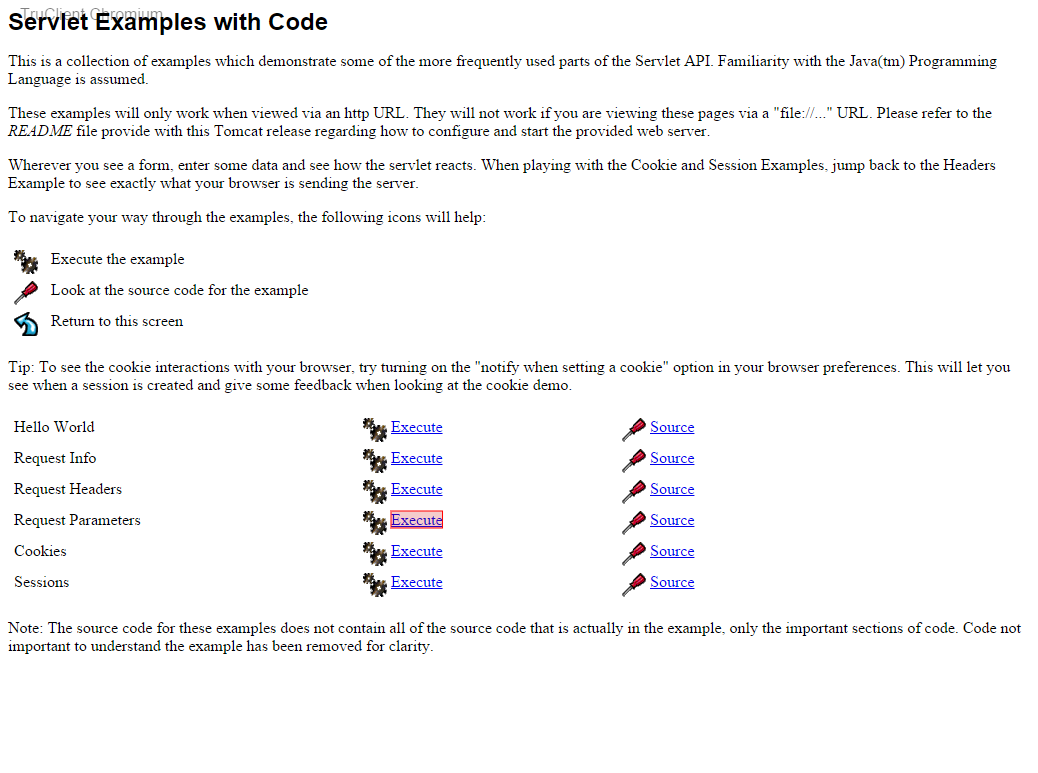 TruClient Chromium
Servlet Examples with Code
This is a collection of examples which demonstrate some of the more frequently used parts of the Servlet API. Familiarity with the Java(tm) Programming
Language is assumed.
These examples will only work when viewed via an http URL. They will not work if you are viewing these pages via a "file://..." URL. Please refer to the
README file provide with this Tomcat release regarding how to configure and start the provided web server.
Wherever you see a form, enter some data and see how the servlet reacts. When playing with the Cookie and Session Examples, jump back to the Headers
Example to see exactly what your browser is sending the server.
To navigate your way through the examples, the following icons will help:
Execute the example
Look at the source code for the example
Return to this screen
Tip: To see the cookie interactions with your browser, try turning on the "notify when setting a cookie" option in your browser preferences. This will let you
see when a session is created and give some feedback when looking at the cookie demo.
Hello World Execute Source
Request Info Execute Source
Request Headers Execute Source
Request Parameters Execute Source
Cookies Execute Source
Sessions Execute Source
Note: The source code for these examples does not contain all of the source code that is actually in the example, only the important sections of code. Code not
important to understand the example has been removed for clarity.